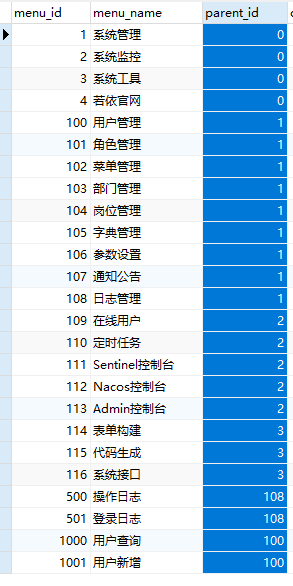 menu_id menu_name parent_id
1 系统管理 0
2 系统监控 0
3 系统工具 0
4 若依官网 0
100 用户管理 1
101 角色管理 1
102 菜单管理 1
103 部门管理 1
104 岗位管理 1
105 字典管理 1
106 参数设置 1
107 通知公告 1
108 日志管理 1
109 在线用户 2
110 定时任务 2
111 Sentinel控制台 2
112 Nacos控制台 2
113 Admin控制台 2
114 表单构建 3
115 代码生成 3
116 系统接口 3
500 操作日志 108
501 登录日志 108
1000 用户查询 100
1001 用户新增 100